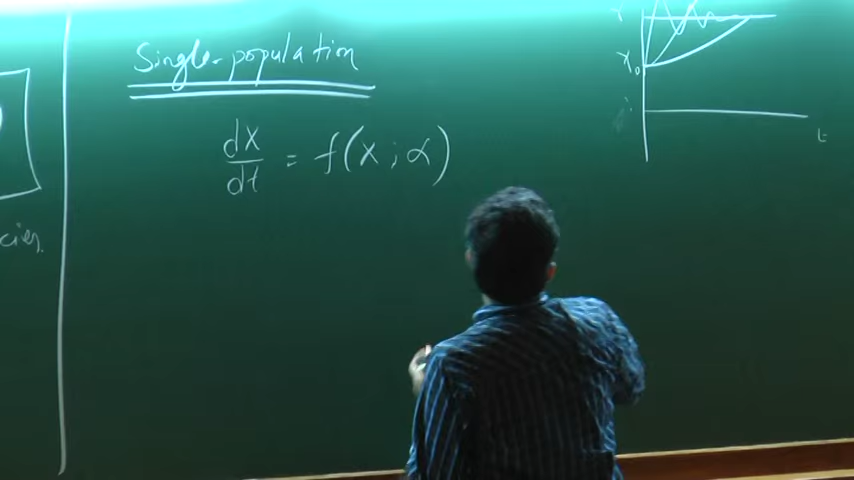 Single-population
dx/dt = f(x; α)
x₀
t